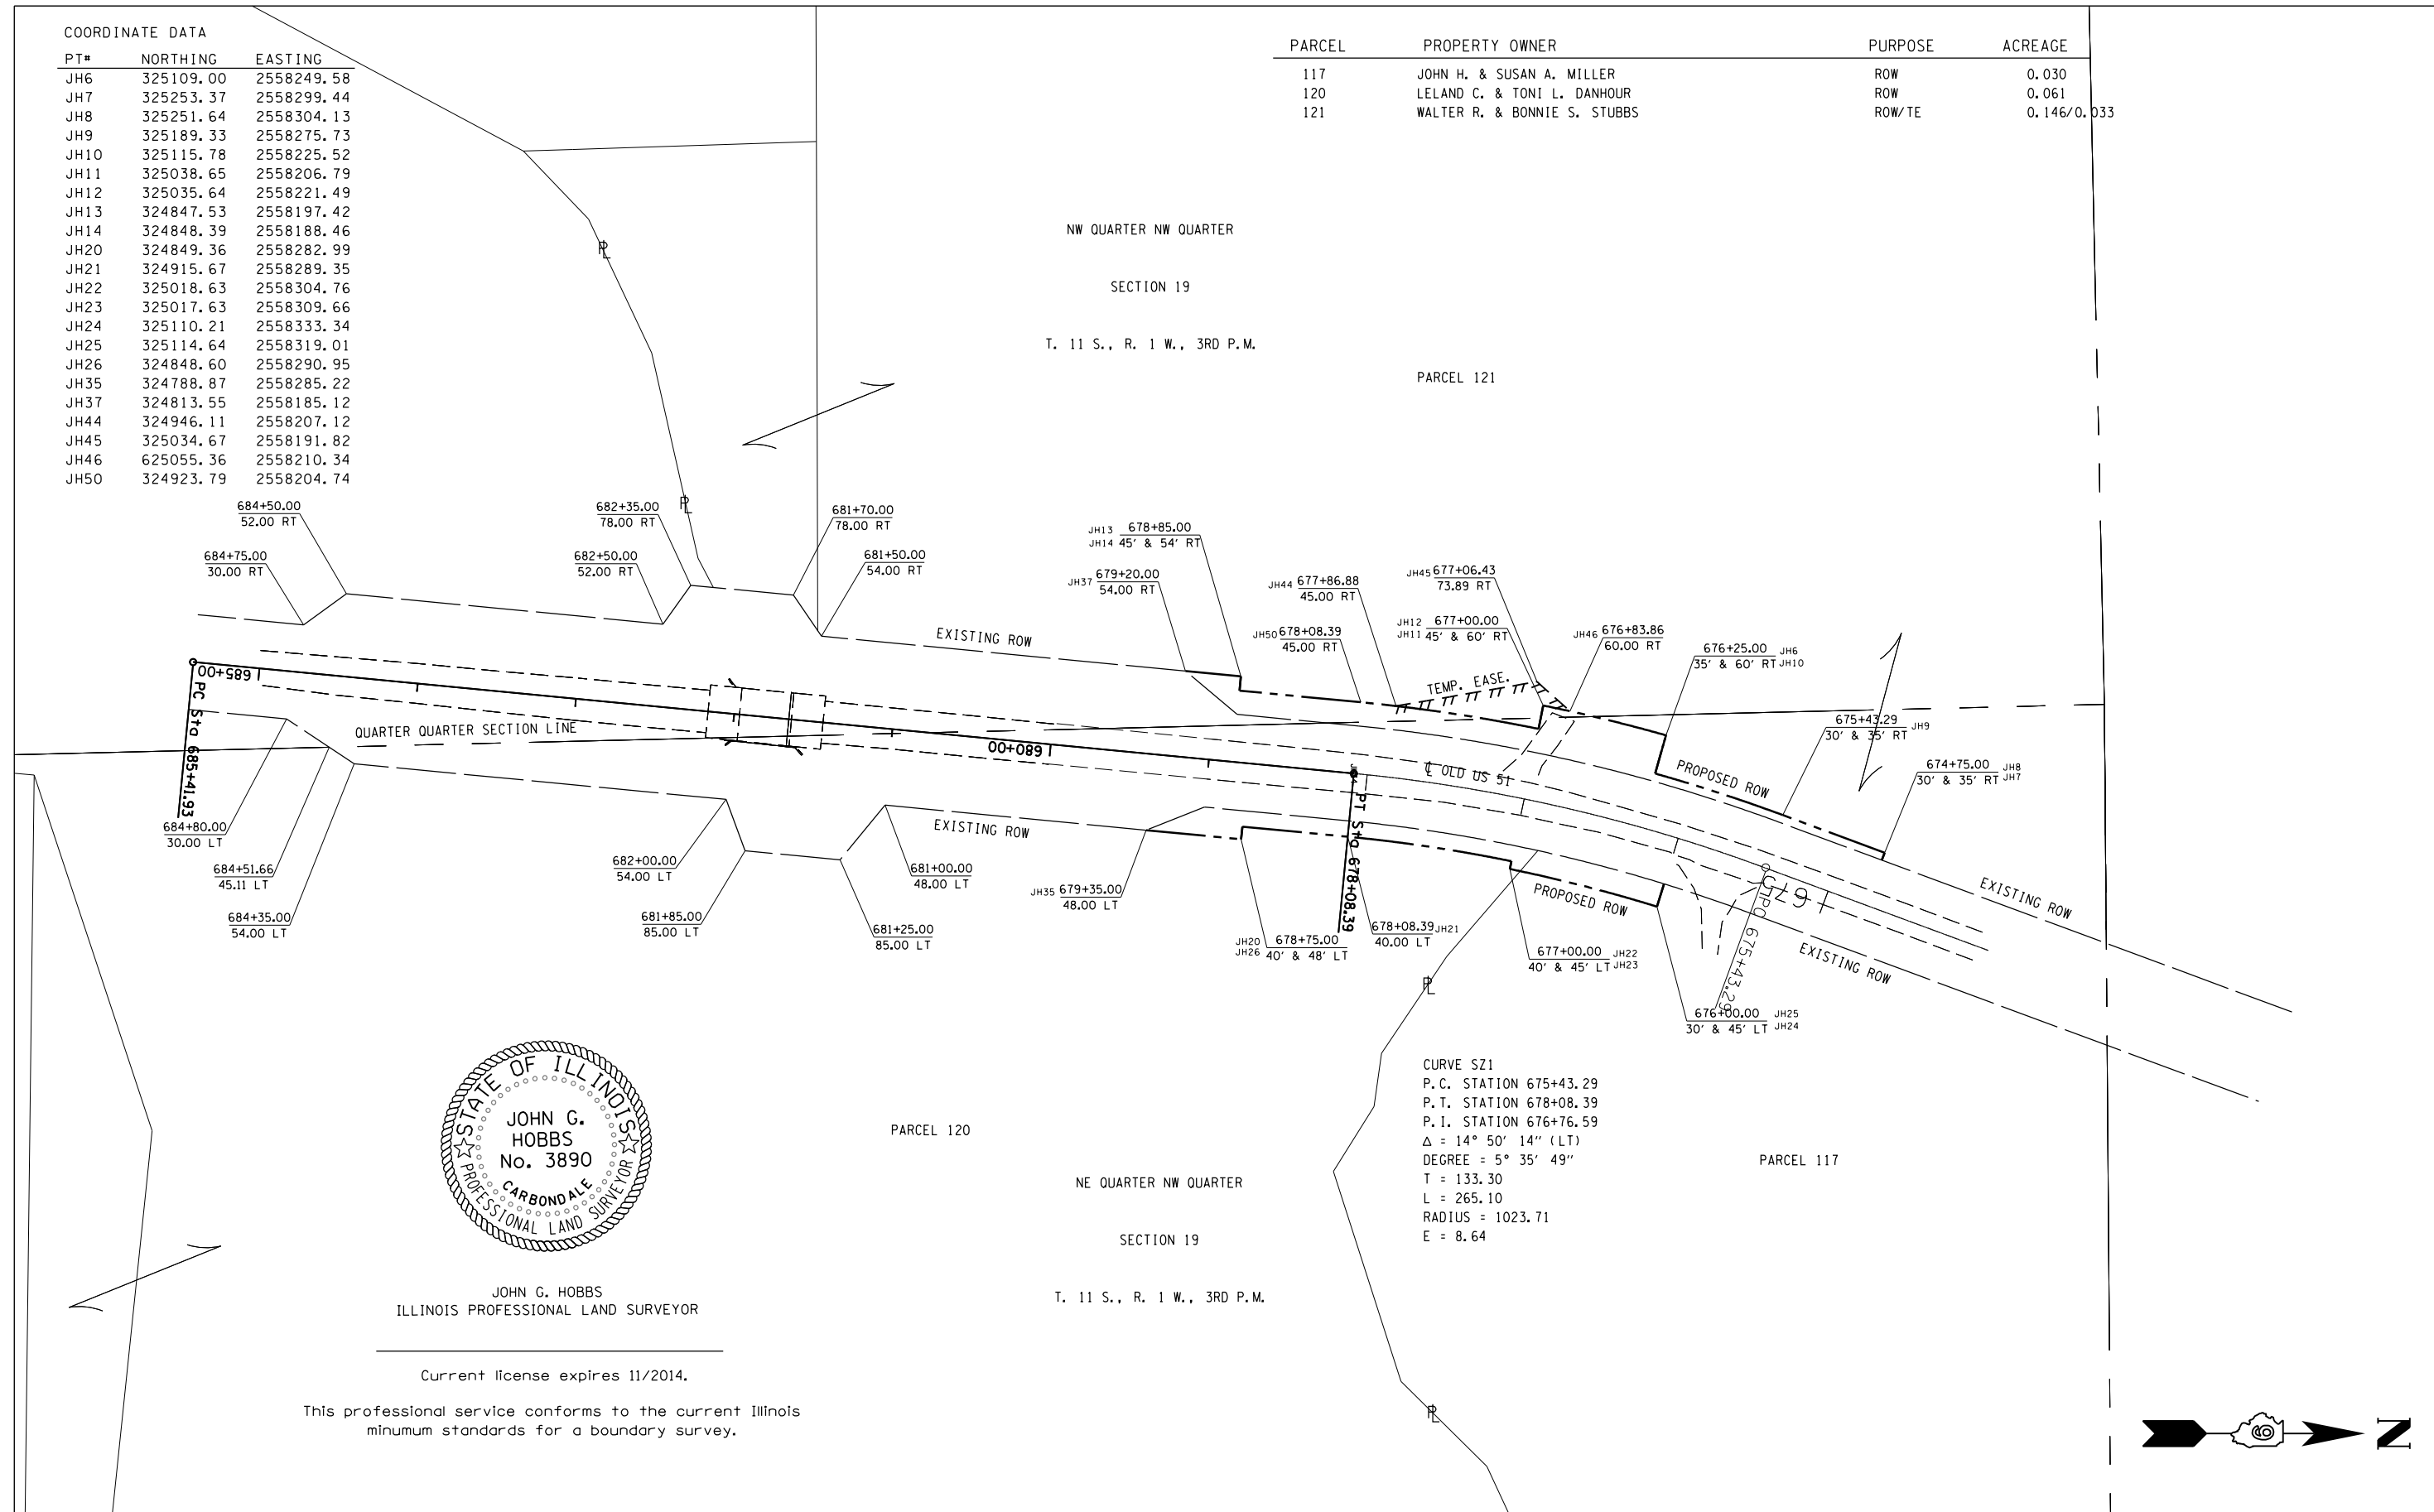 COORDINATE DATA
PT# NORTHING EASTING
JH6 325109.00 2558249.58
JH7 325253.37 2558299.44
JH8 325251.64 2558304.13
JH9 325189.33 2558275.73
JH10 325115.78 2558225.52
JH11 325038.65 2558206.79
JH12 325035.64 2558221.49
JH13 324847.53 2558197.42
JH14 324848.39 2558188.46
JH20 324849.36 2558282.99
JH21 324915.67 2558289.35
JH22 325018.63 2558304.76
JH23 325017.63 2558309.66
JH24 325110.21 2558333.34
JH25 325114.64 2558319.01
JH26 324848.60 2558290.95
JH35 324788.87 2558285.22
JH37 324813.55 2558185.12
JH44 324946.11 2558207.12
JH45 325034.67 2558191.82
JH46 625055.36 2558210.34
JH50 324923.79 2558204.74
PARCEL PROPERTY OWNER PURPOSE ACREAGE
117 JOHN H. & SUSAN A. MILLER ROW 0.030
120 LELAND C. & TONI L. DANHOUR ROW 0.061
121 WALTER R. & BONNIE S. STUBBS ROW/TE 0.146/0.033
NW QUARTER NW QUARTER
SECTION 19
T. 11 S., R. 1 W., 3RD P.M.
PARCEL 121
PL
PL
684+50.00
52.00 RT
684+75.00
30.00 RT
682+35.00
78.00 RT
682+50.00
52.00 RT
681+70.00
78.00 RT
681+50.00
54.00 RT
JH13 678+85.00
JH14 45' & 54' RT
JH37 679+20.00
54.00 RT
JH44 677+86.88
45.00 RT
JH50 678+08.39
45.00 RT
JH45 677+06.43
73.89 RT
JH12 677+00.00
JH11 45' & 60' RT
JH46 676+83.86
60.00 RT
676+25.00 JH6
35' & 60' RT JH10
675+43.29 JH9
30' & 35' RT
674+75.00 JH8
30' & 35' RT JH7
EXISTING ROW
TEMP. EASE.
PROPOSED ROW
685+00
PC Sta 685+41.93
QUARTER QUARTER SECTION LINE
680+00
℄ OLD US 51
PT Sta 678+08.39
675
PC 675+43.29
EXISTING ROW
EXISTING ROW
EXISTING ROW
PROPOSED ROW
684+80.00
30.00 LT
684+51.66
45.11 LT
684+35.00
54.00 LT
682+00.00
54.00 LT
681+85.00
85.00 LT
681+00.00
48.00 LT
681+25.00
85.00 LT
JH35 679+35.00
48.00 LT
JH20 678+75.00
JH26 40' & 48' LT
678+08.39 JH21
40.00 LT
677+00.00 JH22
40' & 45' LT JH23
676+00.00 JH25
30' & 45' LT JH24
PL
STATE OF ILLINOIS
JOHN G.
HOBBS
No. 3890
CARBONDALE
PROFESSIONAL LAND SURVEYOR
JOHN G. HOBBS
ILLINOIS PROFESSIONAL LAND SURVEYOR
Current license expires 11/2014.
This professional service conforms to the current Illinois
minumum standards for a boundary survey.
PARCEL 120
NE QUARTER NW QUARTER
SECTION 19
T. 11 S., R. 1 W., 3RD P.M.
CURVE SZ1
P.C. STATION 675+43.29
P.T. STATION 678+08.39
P.I. STATION 676+76.59
Δ = 14° 50' 14" (LT)
DEGREE = 5° 35' 49"
T = 133.30
L = 265.10
RADIUS = 1023.71
E = 8.64
PARCEL 117
PL
9
N